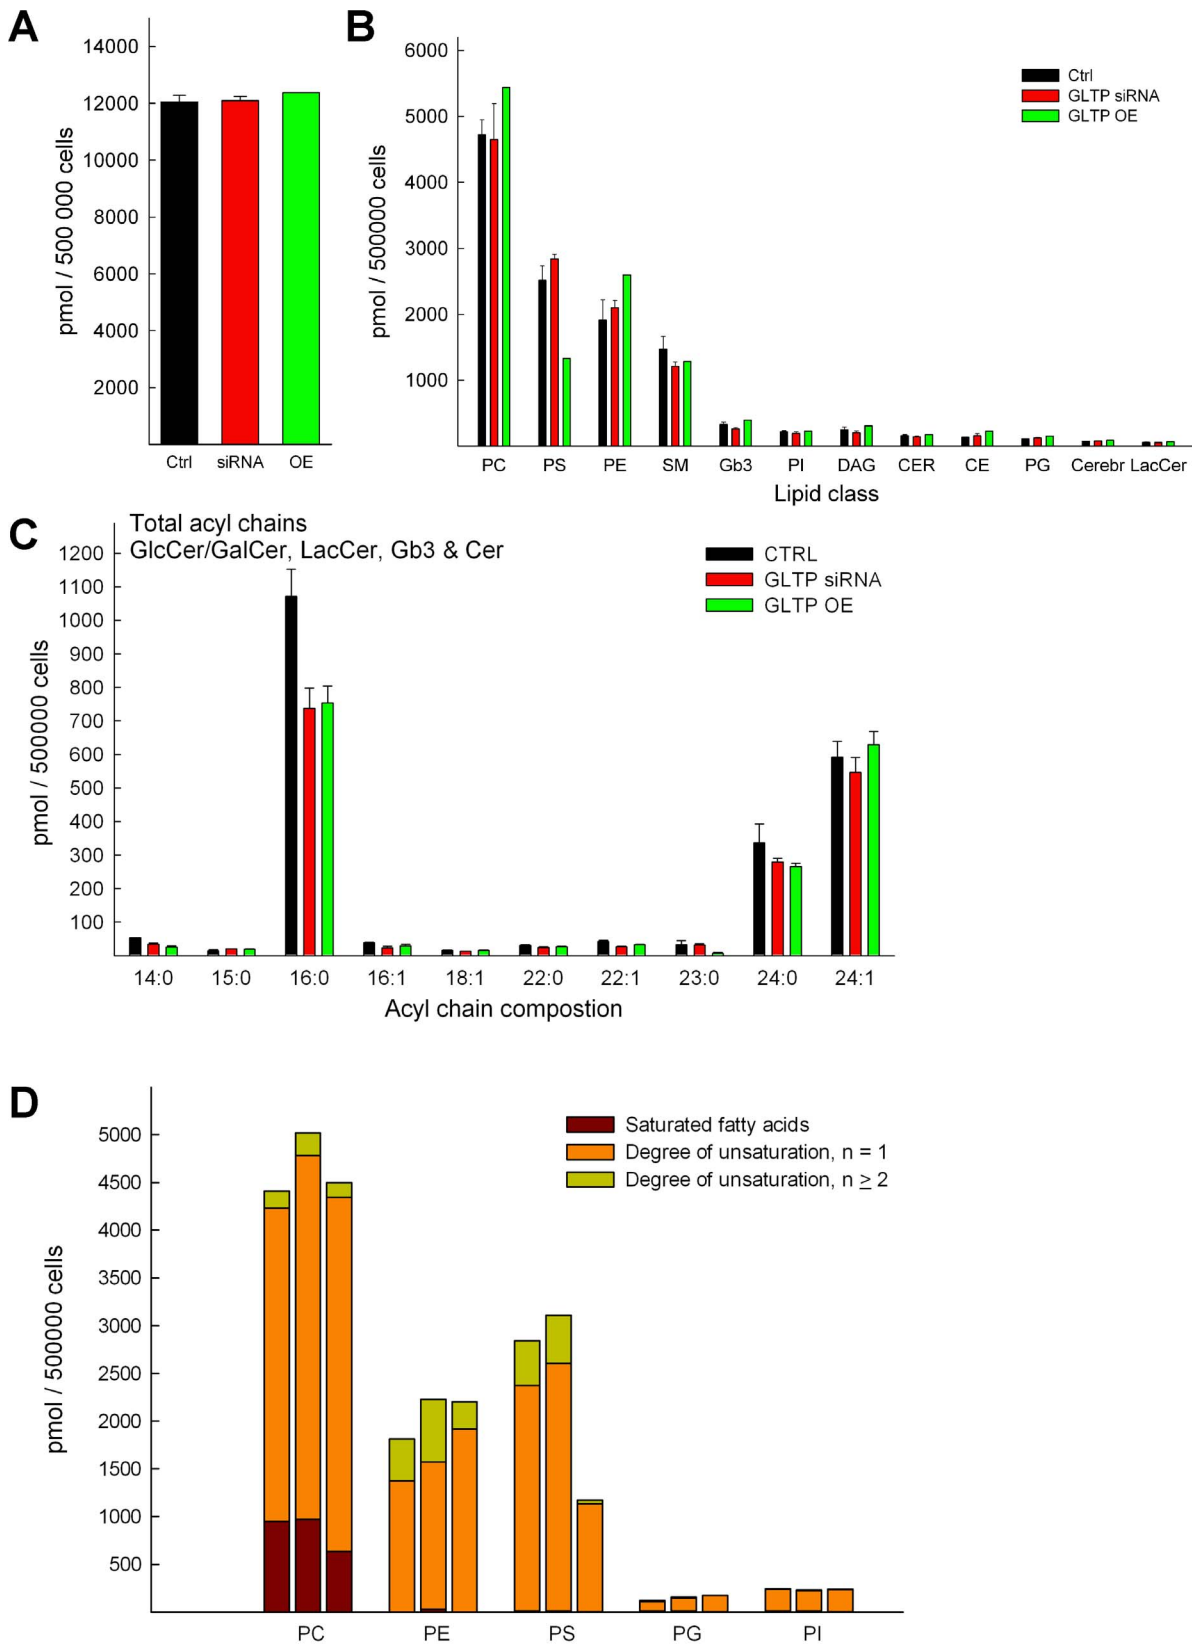 A
14000
12000
10000
8000
6000
4000
2000
pmol / 500 000 cells
Ctrl siRNA OE
B
6000
5000
4000
3000
2000
1000
pmol / 500000 cells
Ctrl
GLTP siRNA
GLTP OE
PC PS PE SM Gb3 PI DAG CER CE PG Cerebr LacCer
Lipid class
C
Total acyl chains
GlcCer/GalCer, LacCer, Gb3 & Cer
1200
1100
1000
900
800
700
600
500
400
300
200
100
pmol / 500000 cells
CTRL
GLTP siRNA
GLTP OE
14:0 15:0 16:0 16:1 18:1 22:0 22:1 23:0 24:0 24:1
Acyl chain compostion
D
5000
4500
4000
3500
3000
2500
2000
1500
1000
500
pmol / 500000 cells
Saturated fatty acids
Degree of unsaturation, n = 1
Degree of unsaturation, n ≥ 2
PC PE PS PG PI